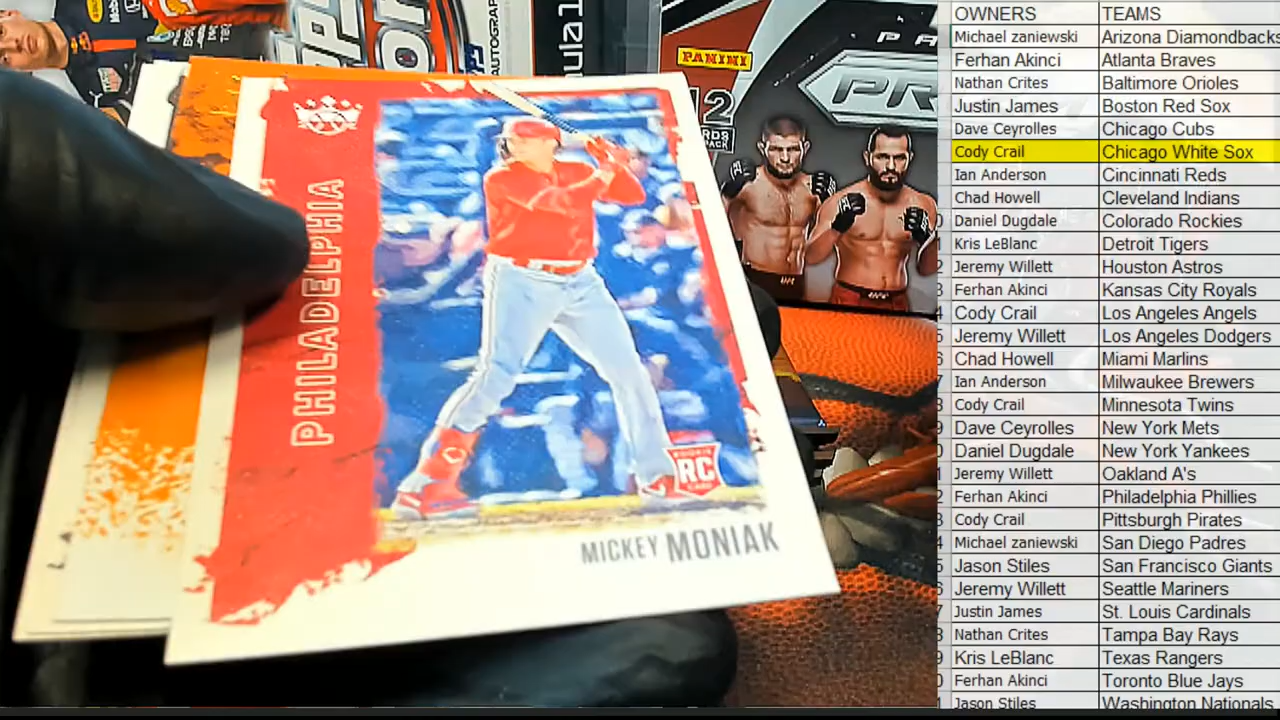 PHILADELPHIA
ROOKIE
RC
CARD
MICKEY MONIAK
PANINI
PR
12
OWNERS TEAMS
Michael zaniewski Arizona Diamondbacks
Ferhan Akinci Atlanta Braves
Nathan Crites Baltimore Orioles
Justin James Boston Red Sox
Dave Ceyrolles Chicago Cubs
Cody Crail Chicago White Sox
Ian Anderson Cincinnati Reds
Chad Howell Cleveland Indians
Daniel Dugdale Colorado Rockies
Kris LeBlanc Detroit Tigers
Jeremy Willett Houston Astros
Ferhan Akinci Kansas City Royals
Cody Crail Los Angeles Angels
Jeremy Willett Los Angeles Dodgers
Chad Howell Miami Marlins
Ian Anderson Milwaukee Brewers
Cody Crail Minnesota Twins
Dave Ceyrolles New York Mets
Daniel Dugdale New York Yankees
Jeremy Willett Oakland A's
Ferhan Akinci Philadelphia Phillies
Cody Crail Pittsburgh Pirates
Michael zaniewski San Diego Padres
Jason Stiles San Francisco Giants
Jeremy Willett Seattle Mariners
Justin James St. Louis Cardinals
Nathan Crites Tampa Bay Rays
Kris LeBlanc Texas Rangers
Ferhan Akinci Toronto Blue Jays
Jason Stiles Washington Nationals